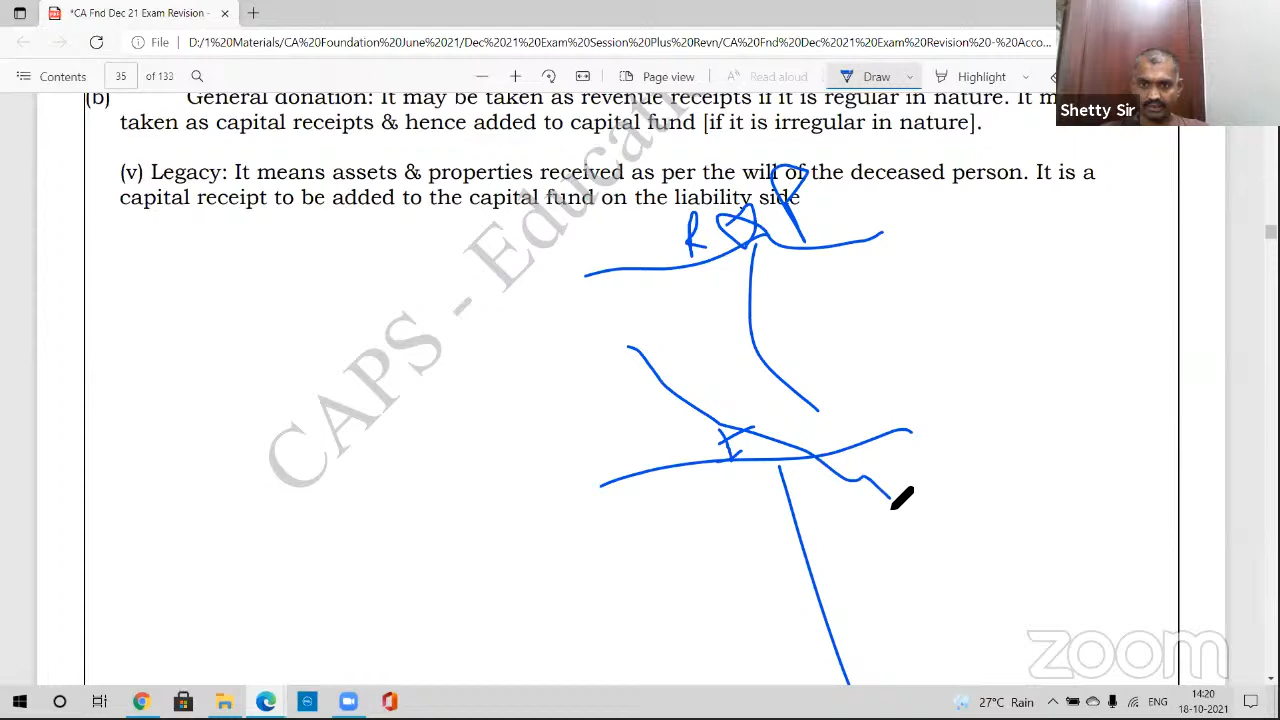 *CA Fnd Dec 21 Exam Revision -
File
D:/1%20Materials/CA%20Foundation%20June%2021/Dec%2021%20Exam%20Session%20Plus%20Revn/CA%20Fnd%20Dec%2021%20Exam%20Revision%20-%20Acco...
Contents
35
of 133
Page view
Read aloud
Draw
Highlight
Shetty Sir
(b) General donation: It may be taken as revenue receipts if it is regular in nature. It
taken as capital receipts & hence added to capital fund [if it is irregular in nature].
(v) Legacy: It means assets & properties received as per the will of the deceased person. It is a
capital receipt to be added to the capital fund on the liability side
R & P
CAPS - Educati
zoom
27°C Rain
ENG
14:20
18-10-2021